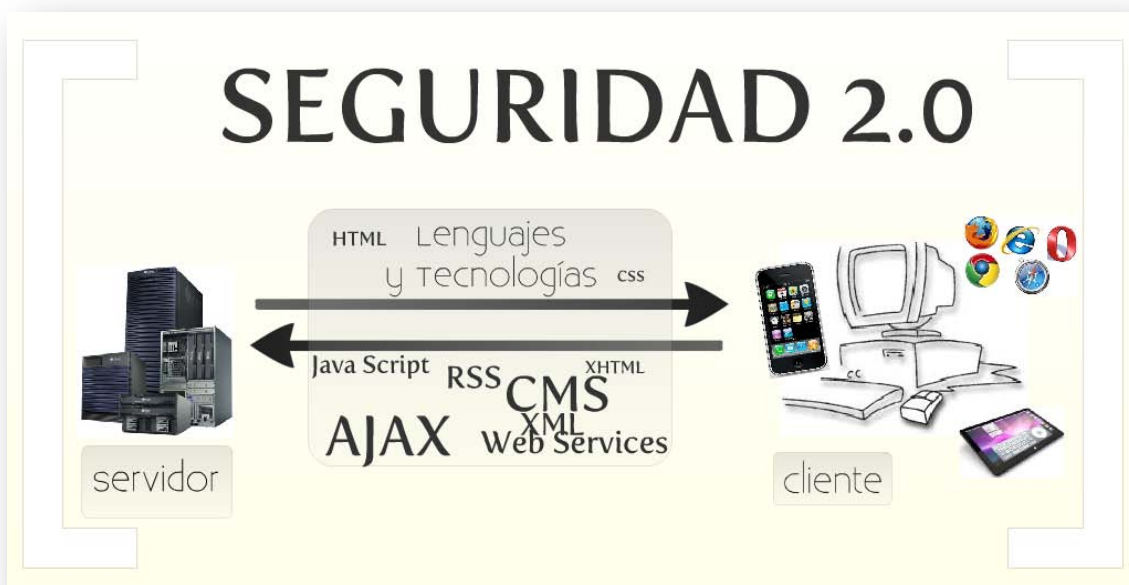 SEGURIDAD 2.0
HTML Lenguajes
y Tecnologías css
Java Script RSS XHTML
CMS
XML
AJAX Web Services
servidor
cliente